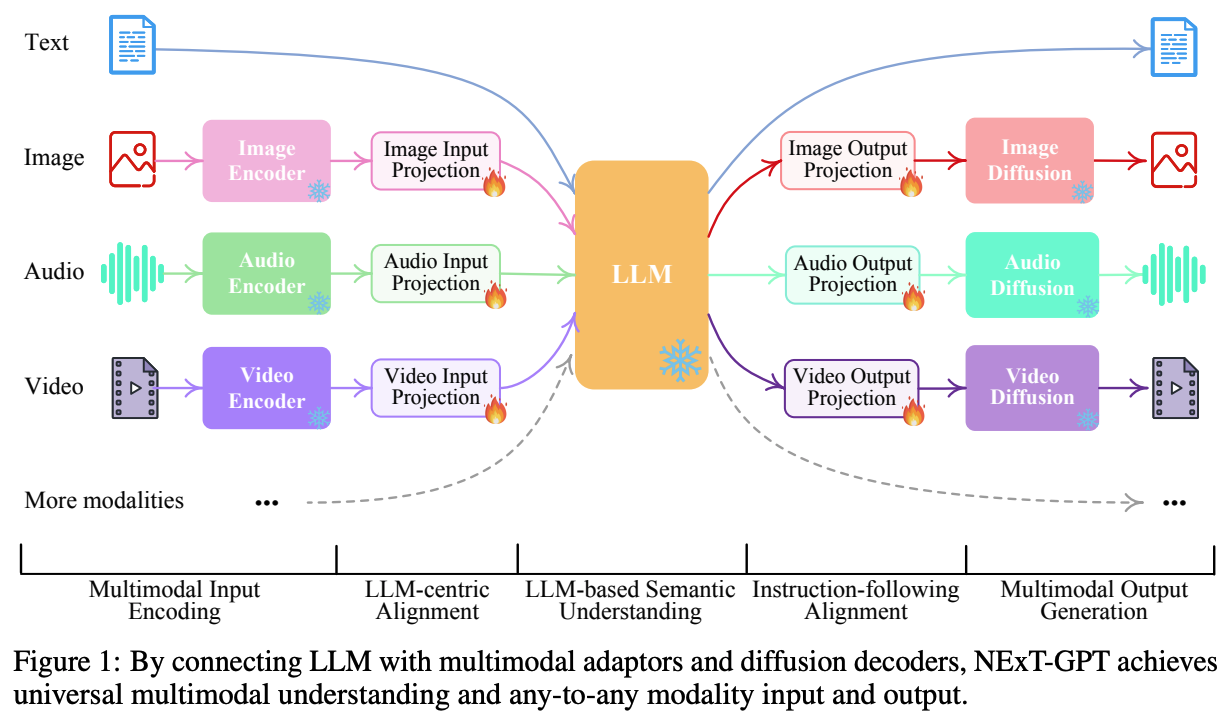 Text
Image
Image
Encoder
Image Input
Projection
Image Output
Projection
Image
Diffusion
Audio
Audio
Encoder
Audio Input
Projection
LLM
Audio Output
Projection
Audio
Diffusion
Video
Video
Encoder
Video Input
Projection
Video Output
Projection
Video
Diffusion
More modalities
...
...
Multimodal Input
Encoding
LLM-centric
Alignment
LLM-based Semantic
Understanding
Instruction-following
Alignment
Multimodal Output
Generation
Figure 1: By connecting LLM with multimodal adaptors and diffusion decoders, NExT-GPT achieves
universal multimodal understanding and any-to-any modality input and output.